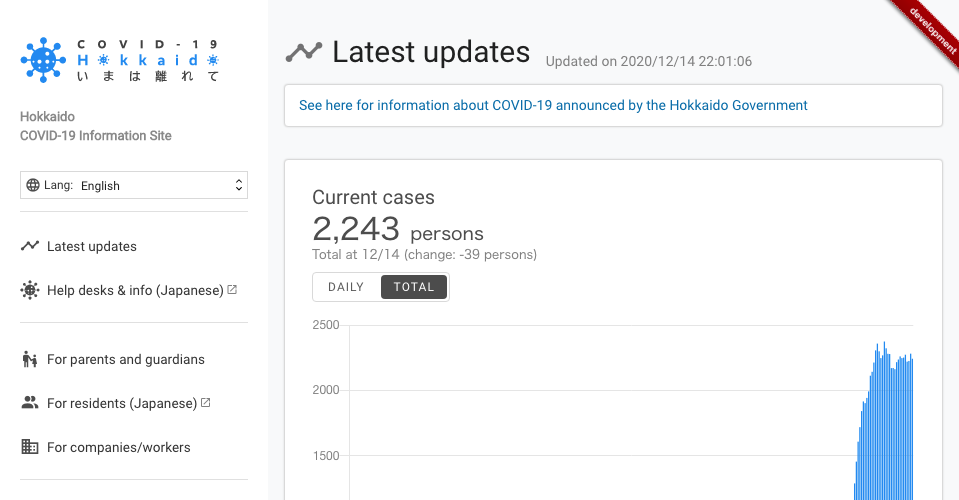 COVID-19
Hokkaido
いまは離れて
Hokkaido
COVID-19 Information Site
Lang: English
Latest updates
Help desks & info (Japanese)
For parents and guardians
For residents (Japanese)
For companies/workers
development
Latest updates Updated on 2020/12/14 22:01:06
See here for information about COVID-19 announced by the Hokkaido Government
Current cases
2,243 persons
Total at 12/14 (change: -39 persons)
DAILY TOTAL
2500
2000
1500